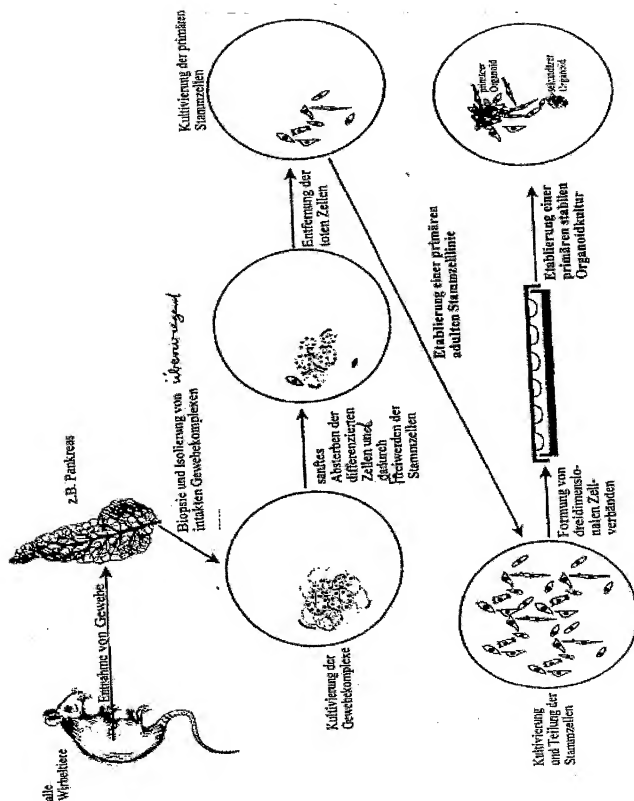 alle
Wirbeltiere
Entnahme von Gewebe
z.B. Pankreas
Biopsie und Isolierung von überwiegend
intakten Gewebekomplexen
Kultivierung der
Gewebekomplexe
sanftes
Absterben der
differenzierten
Zellen und
dadurch
Freiwerden der
Stammzellen
Entfernung der
toten Zellen
Kultivierung der primären
Stammzellen
Etablierung einer primären
adulten Stammzelllinie
Kultivierung
und Teilung der
Stammzellen
Formung von
dreidimensio-
nalen Zell-
verbänden
Etablierung einer
primären stabilen
Organoidkultur
primärer
Organoid
sekundärer
Organoid